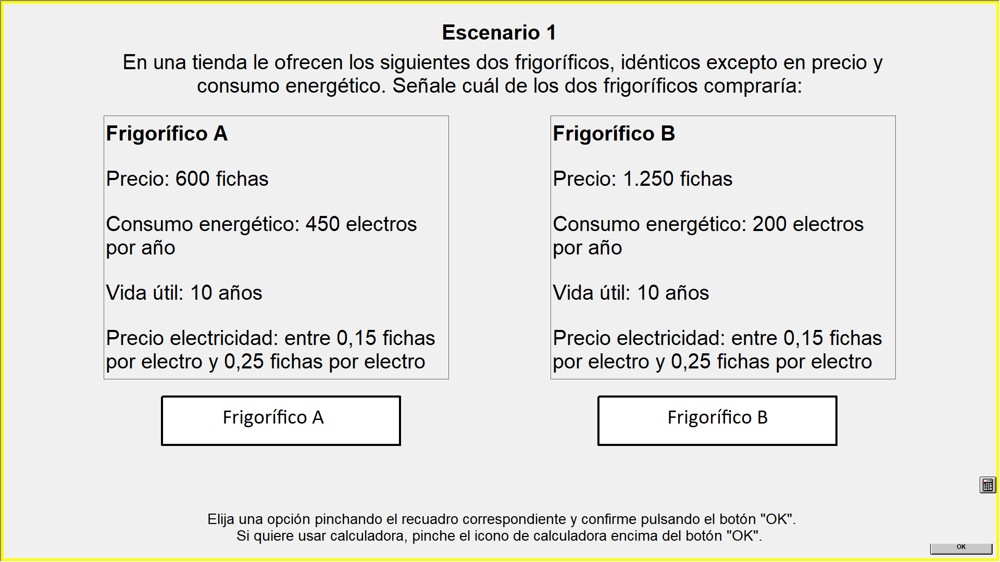 Escenario 1
En una tienda le ofrecen los siguientes dos frigoríficos, idénticos excepto en precio y
consumo energético. Señale cuál de los dos frigoríficos compraría:
Frigorífico A
Precio: 600 fichas
Consumo energético: 450 electros
por año
Vida útil: 10 años
Precio electricidad: entre 0,15 fichas
por electro y 0,25 fichas por electro
Frigorífico B
Precio: 1.250 fichas
Consumo energético: 200 electros
por año
Vida útil: 10 años
Precio electricidad: entre 0,15 fichas
por electro y 0,25 fichas por electro
Frigorífico A
Frigorífico B
Elija una opción pinchando el recuadro correspondiente y confirme pulsando el botón "OK".
Si quiere usar calculadora, pinche el icono de calculadora encima del botón "OK".
OK